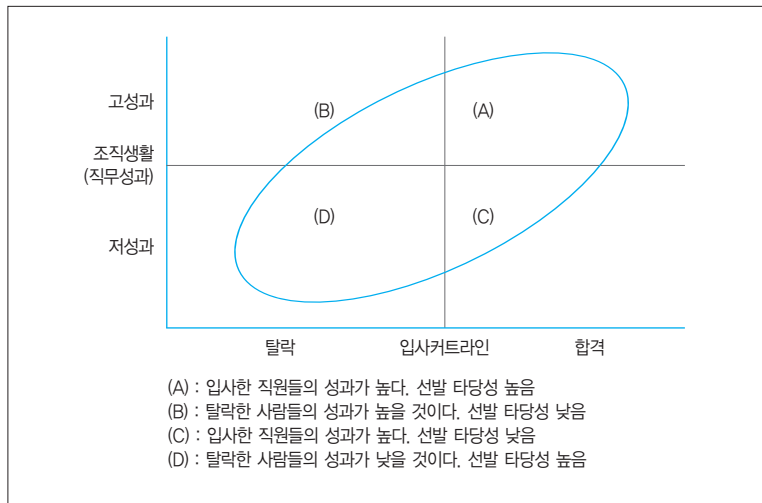 고성과
(B)
(A)
조직생활
(직무성과)
(D)
(C)
저성과
탈락
입사커트라인
합격
(A) : 입사한 직원들의 성과가 높다. 선발 타당성 높음
(B) : 탈락한 사람들의 성과가 높을 것이다. 선발 타당성 낮음
(C) : 입사한 직원들의 성과가 높다. 선발 타당성 낮음
(D) : 탈락한 사람들의 성과가 낮을 것이다. 선발 타당성 높음